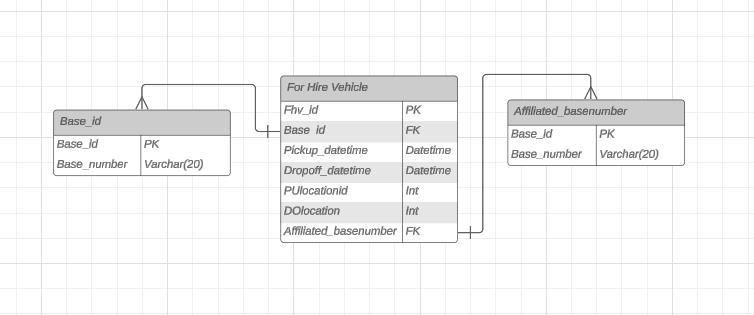 Base_id
Base_id PK
Base_number Varchar(20)
For Hire Vehicle
Fhv_id PK
Base_id FK
Pickup_datetime Datetime
Dropoff_datetime Datetime
PUlocationid Int
DOlocation Int
Affiliated_basenumber FK
Affiliated_basenumber
Base_id PK
Base_number Varchar(20)